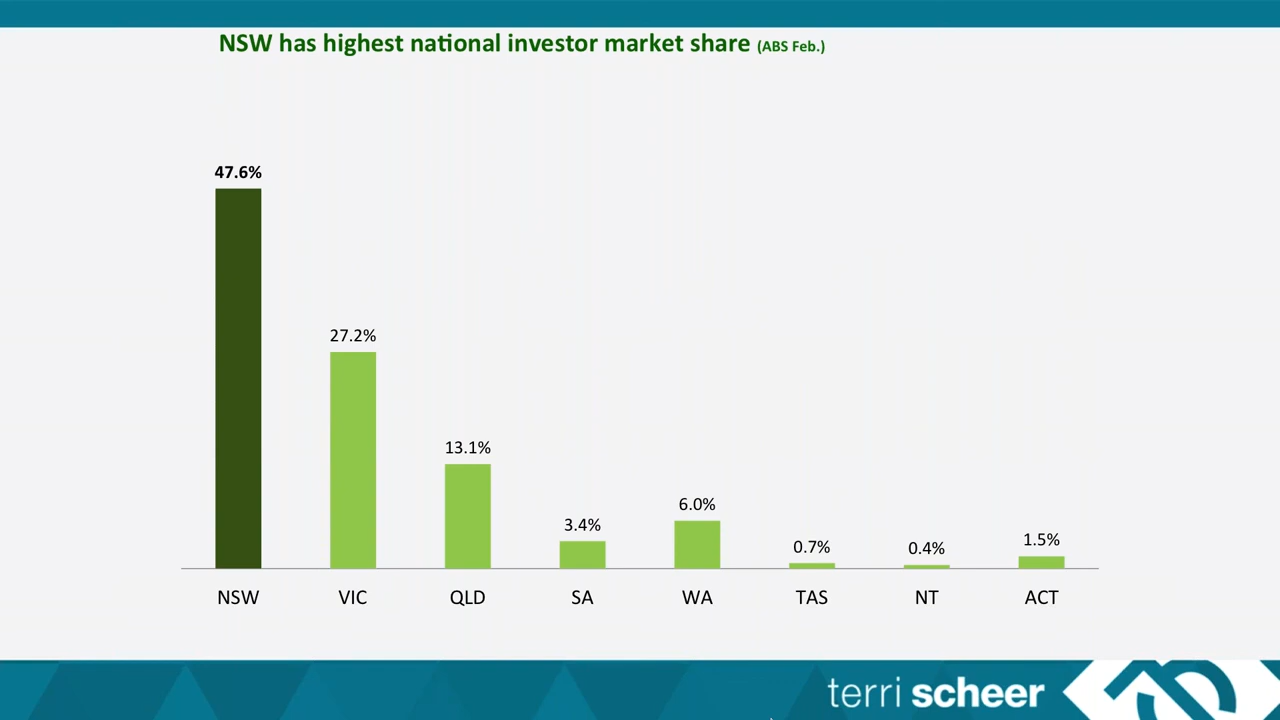 NSW has highest national investor market share (ABS Feb.)
47.6%
27.2%
13.1%
3.4%
6.0%
0.7%
0.4%
1.5%
NSW VIC QLD SA WA TAS NT ACT
terri scheer